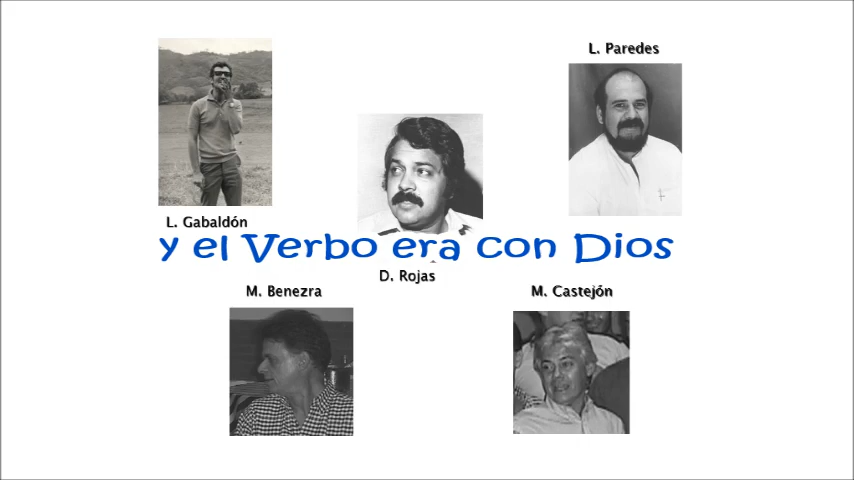 L. Paredes
L. Gabaldón
y el Verbo era con Dios
D. Rojas
M. Benezra
M. Castejón